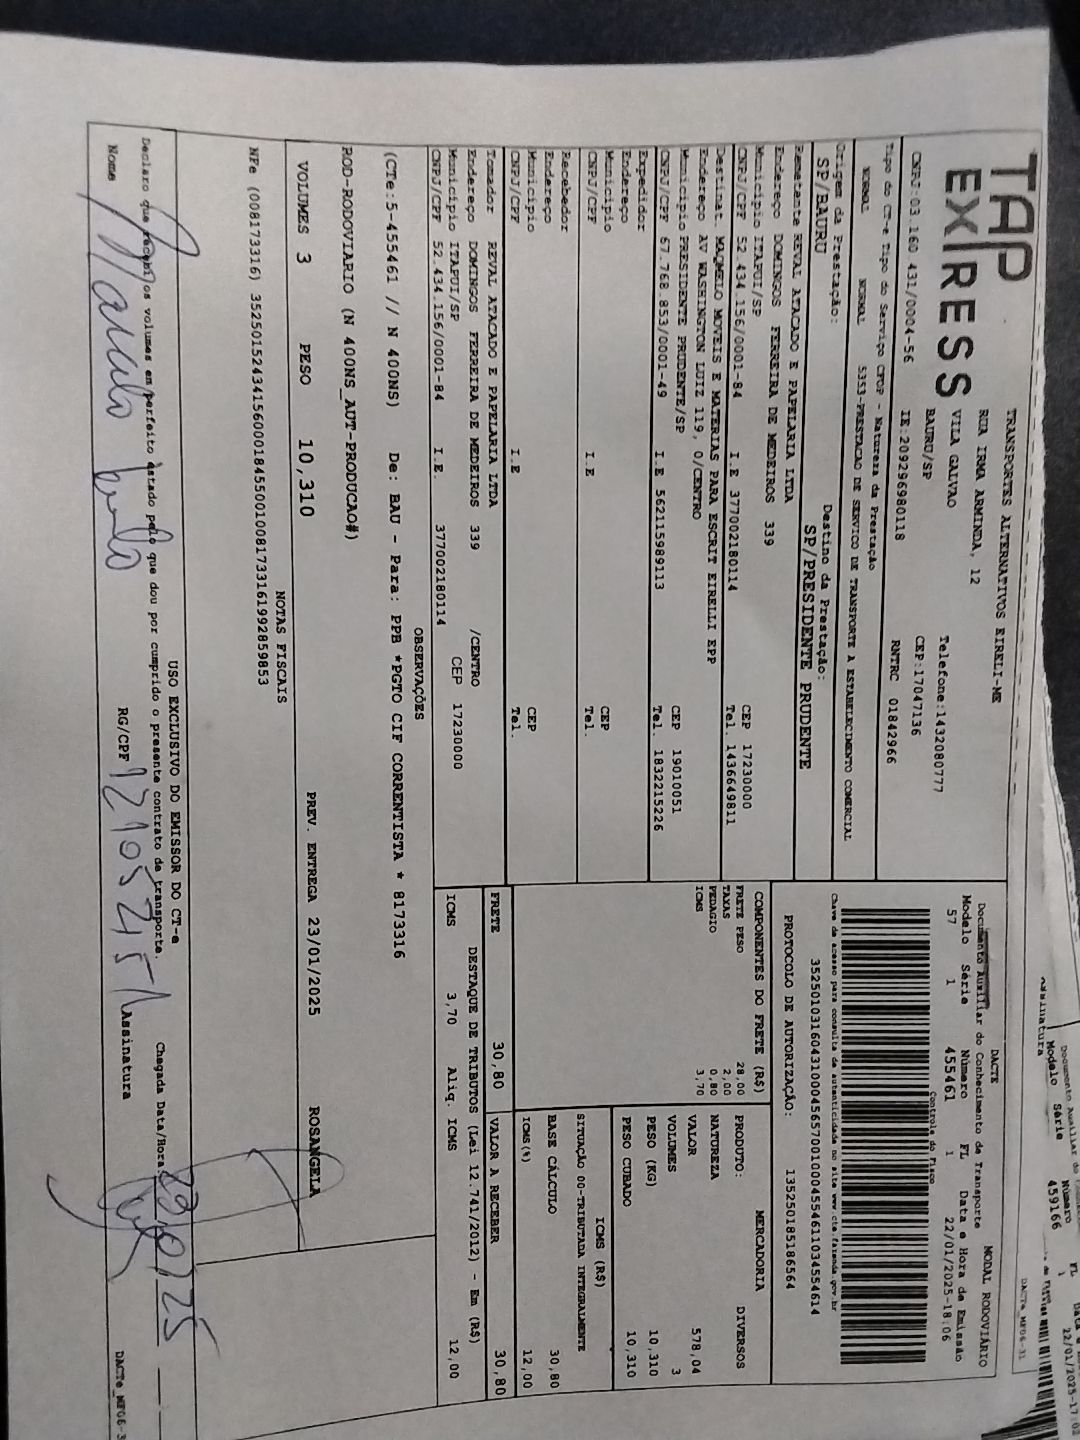 TAP
EXPRESS
TRANSPORTES ALTERNATIVOS EIRELI-ME
RUA IRMA ARMINDA, 12
VILA GALVAO Telefone:1432080777
BAURU/SP CEP:17047136
CNPJ:03.160.431/0004-56 IE:209296980118 RNTRC 01842966
Tipo do CT-e Tipo do Serviço CFOP - Natureza da Prestação
NORMAL NORMAL 5353-PRESTACAO DE SERVICO DE TRANSPORTE A ESTABELECIMENTO COMERCIAL
Origem da Prestação: Destino da Prestação:
SP/BAURU SP/PRESIDENTE PRUDENTE
Remetente REVAL ATACADO E PAPELARIA LTDA
Endereço DOMINGOS FERREIRA DE MEDEIROS 339
Municipio ITAPUI/SP CEP 17230000
CNPJ/CPF 52.434.156/0001-84 I.E 377002180114 Tel. 1436649811
Destinat. MAQMELO MOVEIS E MATERIAS PARA ESCRIT EIRELLI EPP
Endereço AV WASHINGTON LUIZ 119, 0/CENTRO
Municipio PRESIDENTE PRUDENTE/SP CEP 19010051
CNPJ/CPF 67.768.853/0001-49 I.E 562115989113 Tel. 1832215226
Expedidor
Endereço
Municipio CEP
CNPJ/CPF I.E Tel.
Recebedor
Endereço
Municipio CEP
CNPJ/CPF I.E Tel.
Tomador REVAL ATACADO E PAPELARIA LTDA
Endereço DOMINGOS FERREIRA DE MEDEIROS 339 /CENTRO
Municipio ITAPUI/SP CEP 17230000
CNPJ/CPF 52.434.156/0001-84 I.E. 377002180114
DACTE MODAL RODOVIÁRIO
Documento Auxiliar do Conhecimento de Transporte
Modelo Série Número FL Data e Hora de Emissão
57 1 455461 1 22/01/2025-18:06
Controle do Fisco
Chave de acesso para consulta de autenticidade no site www.cte.fazenda.gov.br
35250103160431000456570010004554611034554614
PROTOCOLO DE AUTORIZAÇÃO: 135250185186564
COMPONENTES DO FRETE (R$)
FRETE PESO 28,00
TAXAS 2,00
PEDAGIO 0,80
ICMS 3,70
MERCADORIA
PRODUTO: DIVERSOS
NATUREZA
VALOR 578,04
VOLUMES 3
PESO (KG) 10,310
PESO CUBADO 10,310
ICMS (R$)
SITUAÇÃO 00-TRIBUTADA INTEGRALMENTE
BASE CÁLCULO 30,80
ICMS(%) 12,00
FRETE 30,80 VALOR A RECEBER 30,80
DESTAQUE DE TRIBUTOS (Lei 12.741/2012) - Em (R$)
ICMS 3,70 Aliq. ICMS 12,00
OBSERVAÇÕES
(CTe:5-455461 // N 400NS) De: BAU - Para: PPB *PGTO CIF CORRENTISTA * 8173316
ROD-RODOVIARIO (N 400NS_AUT-PRODUCAO#)
VOLUMES 3 PESO 10,310 PREV. ENTREGA 23/01/2025 ROSANGELA
NOTAS FISCAIS
NFe (008173316) 35250152434156000184550010081733161992859853
USO EXCLUSIVO DO EMISSOR DO CT-e
Declaro que recebi os volumes em perfeito estado pelo que dou por cumprido o presente contrato de transporte.
Chegada Data/Hora:
Nome RG/CPF Assinatura
DACTe_MF06-3
Documento Auxiliar do
Modelo Série Número FL
459166 1 22/01/2025-17:02
Assinatura
DACTe_MF06-31